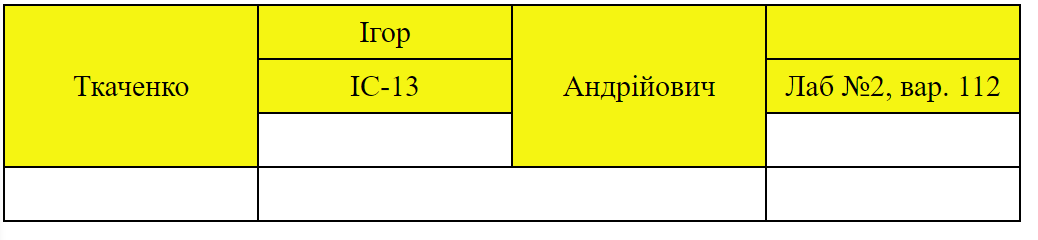 Ігор
Ткаченко
ІС-13
Андрійович
Лаб №2, вар. 112